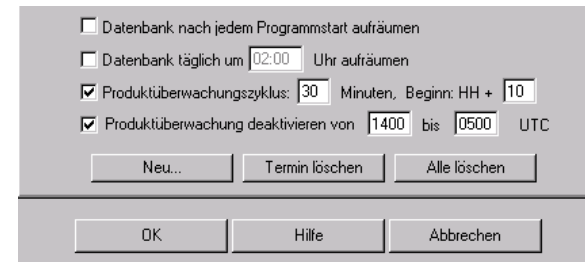 Datenbank nach jedem Programmstart aufräumen
Datenbank täglich um 02:00 Uhr aufräumen
Produktüberwachungszyklus: 30 Minuten, Beginn: HH + 10
Produktüberwachung deaktivieren von 1400 bis 0500 UTC
Neu... Termin löschen Alle löschen
OK Hilfe Abbrechen